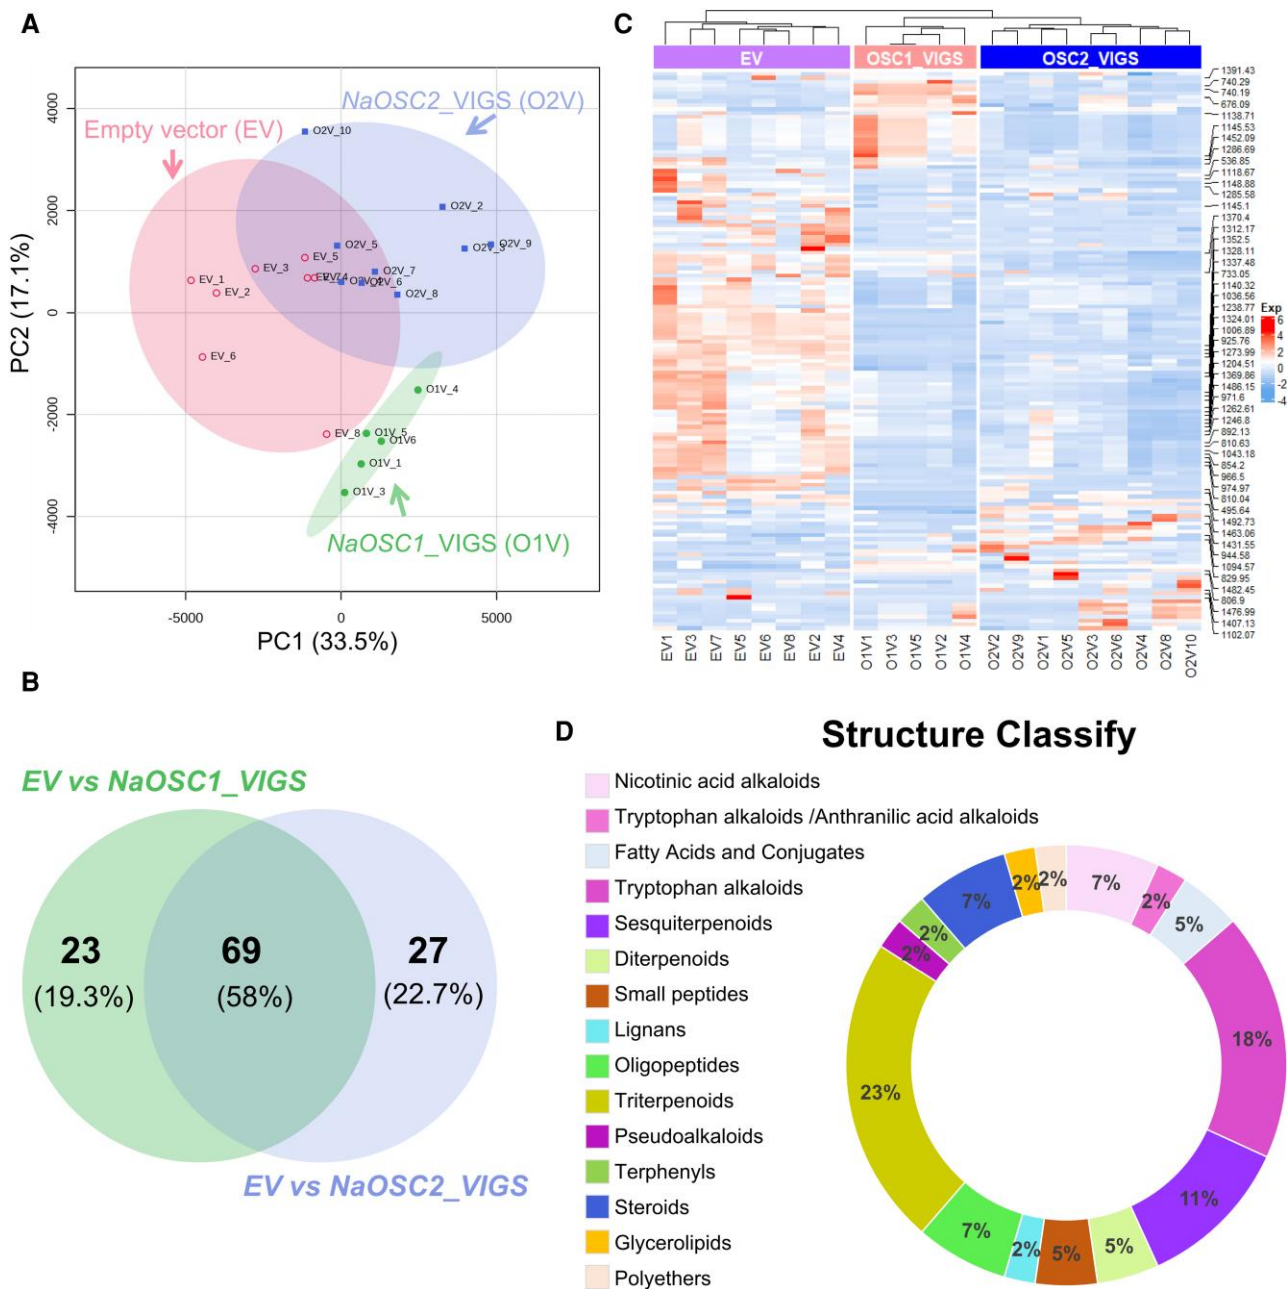 A
NaOSC2_VIGS (O2V)
Empty vector (EV)
O2V_10
O2V_2
O2V_5
O2V_3
O2V_9
EV_5
EV_3
O2V_7
EV_1
O2V_6
EV_2
O2V_8
EV_6
O1V_4
EV_8
O1V_5
O1V6
O1V_1
O1V_3
NaOSC1_VIGS (O1V)
4000
2000
0
-2000
-4000
PC2 (17.1%)
-5000
0
5000
PC1 (33.5%)
C
EV
OSC1_VIGS
OSC2_VIGS
1391.43
740.29
740.19
676.09
1138.71
1145.53
1452.09
1286.69
536.85
1118.67
1148.88
1285.58
1145.1
1370.4
1312.17
1352.5
1328.11
1337.48
733.05
1140.32
1036.56
1238.77
1324.01
1006.89
925.76
1273.99
1204.51
1369.86
1486.15
971.6
1262.61
1246.8
892.13
810.63
1043.18
854.2
966.5
974.97
810.04
495.64
1492.73
1463.06
1431.55
944.58
1094.57
829.95
1482.45
806.9
1476.99
1407.13
1102.07
Exp
6
4
2
0
-2
-4
EV1
EV3
EV7
EV5
EV6
EV8
EV2
EV4
O1V1
O1V3
O1V5
O1V2
O1V4
O2V2
O2V9
O2V1
O2V5
O2V3
O2V6
O2V4
O2V8
O2V10
B
EV vs NaOSC1_VIGS
23
(19.3%)
69
(58%)
27
(22.7%)
EV vs NaOSC2_VIGS
D
Structure Classify
Nicotinic acid alkaloids
Tryptophan alkaloids /Anthranilic acid alkaloids
Fatty Acids and Conjugates
Tryptophan alkaloids
Sesquiterpenoids
Diterpenoids
Small peptides
Lignans
Oligopeptides
Triterpenoids
Pseudoalkaloids
Terphenyls
Steroids
Glycerolipids
Polyethers
7%
2%
5%
18%
11%
5%
5%
2%
7%
23%
2%
2%
7%
2%
2%